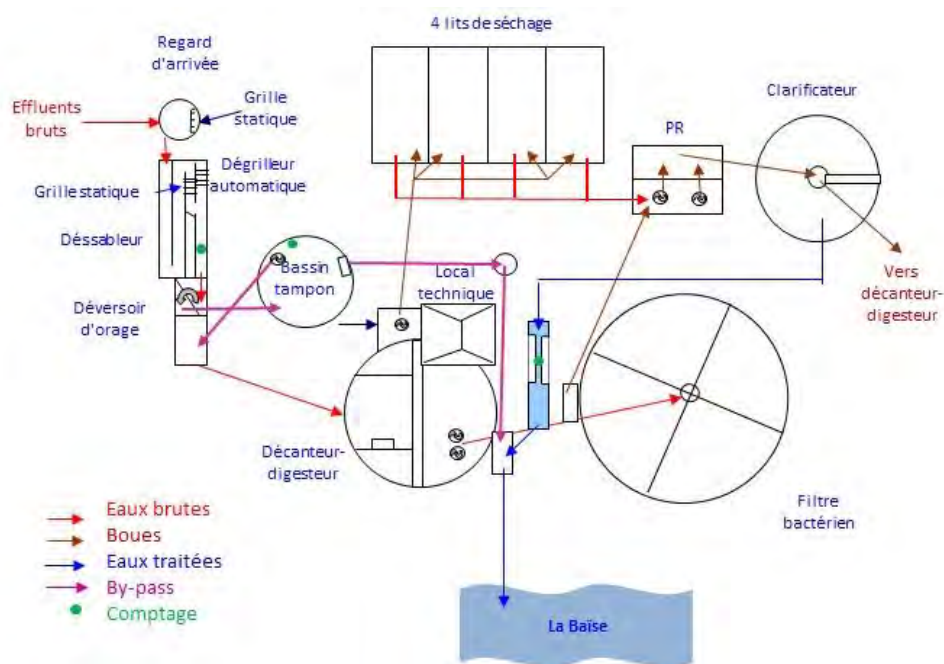 4 lits de séchage
Regard
d'arrivée
Effluents
bruts
Grille
statique
Clarificateur
PR
Dégrilleur
automatique
Grille statique
Déssableur
Bassin
tampon
Local
technique
Vers
décanteur-
digesteur
Déversoir
d'orage
Décanteur-
digesteur
Filtre
bactérien
Eaux brutes
Boues
Eaux traitées
By-pass
Comptage
La Baïse